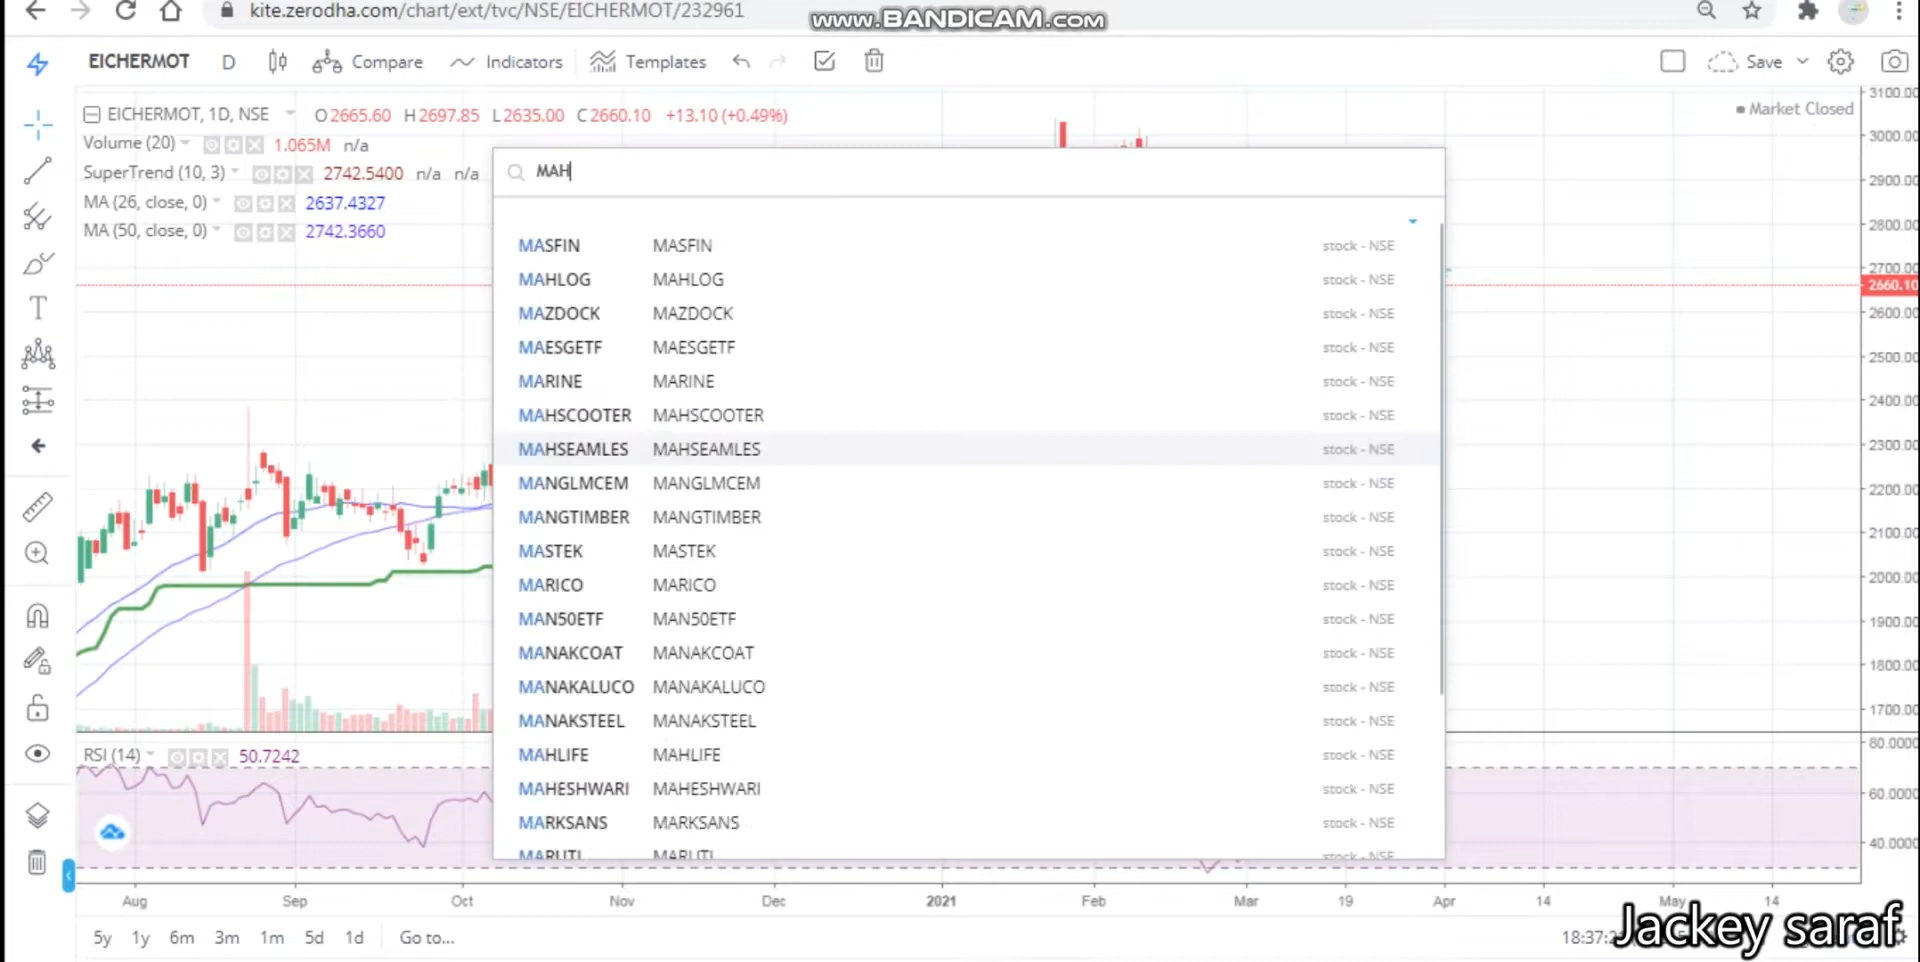 kite.zerodha.com/chart/ext/tvc/NSE/EICHERMOT/232961
www.BANDICAM.com
EICHERMOT D Compare Indicators Templates Save
EICHERMOT, 1D, NSE O2665.60 H2697.85 L2635.00 C2660.10 +13.10 (+0.49%)
Market Closed
Volume (20) 1.065M n/a
SuperTrend (10, 3) 2742.5400 n/a n/a
MA (26, close, 0) 2637.4327
MA (50, close, 0) 2742.3660
MAH
MASFIN MASFIN stock - NSE
MAHLOG MAHLOG stock - NSE
MAZDOCK MAZDOCK stock - NSE
MAESGETF MAESGETF stock - NSE
MARINE MARINE stock - NSE
MAHSCOOTER MAHSCOOTER stock - NSE
MAHSEAMLES MAHSEAMLES stock - NSE
MANGLMCEM MANGLMCEM stock - NSE
MANGTIMBER MANGTIMBER stock - NSE
MASTEK MASTEK stock - NSE
MARICO MARICO stock - NSE
MAN50ETF MAN50ETF stock - NSE
MANAKCOAT MANAKCOAT stock - NSE
MANAKALUCO MANAKALUCO stock - NSE
MANAKSTEEL MANAKSTEEL stock - NSE
MAHLIFE MAHLIFE stock - NSE
MAHESHWARI MAHESHWARI stock - NSE
MARKSANS MARKSANS stock - NSE
MARUTI MARUTI stock - NSE
3100.00
3000.00
2900.00
2800.00
2700.00
2660.10
2600.00
2500.00
2400.00
2300.00
2200.00
2100.00
2000.00
1900.00
1800.00
1700.00
RSI (14) 50.7242
80.0000
60.0000
40.0000
Aug Sep Oct Nov Dec 2021 Feb Mar 19 Apr 14 May 14
5y 1y 6m 3m 1m 5d 1d Go to...
18:37:2
Jackey saraf